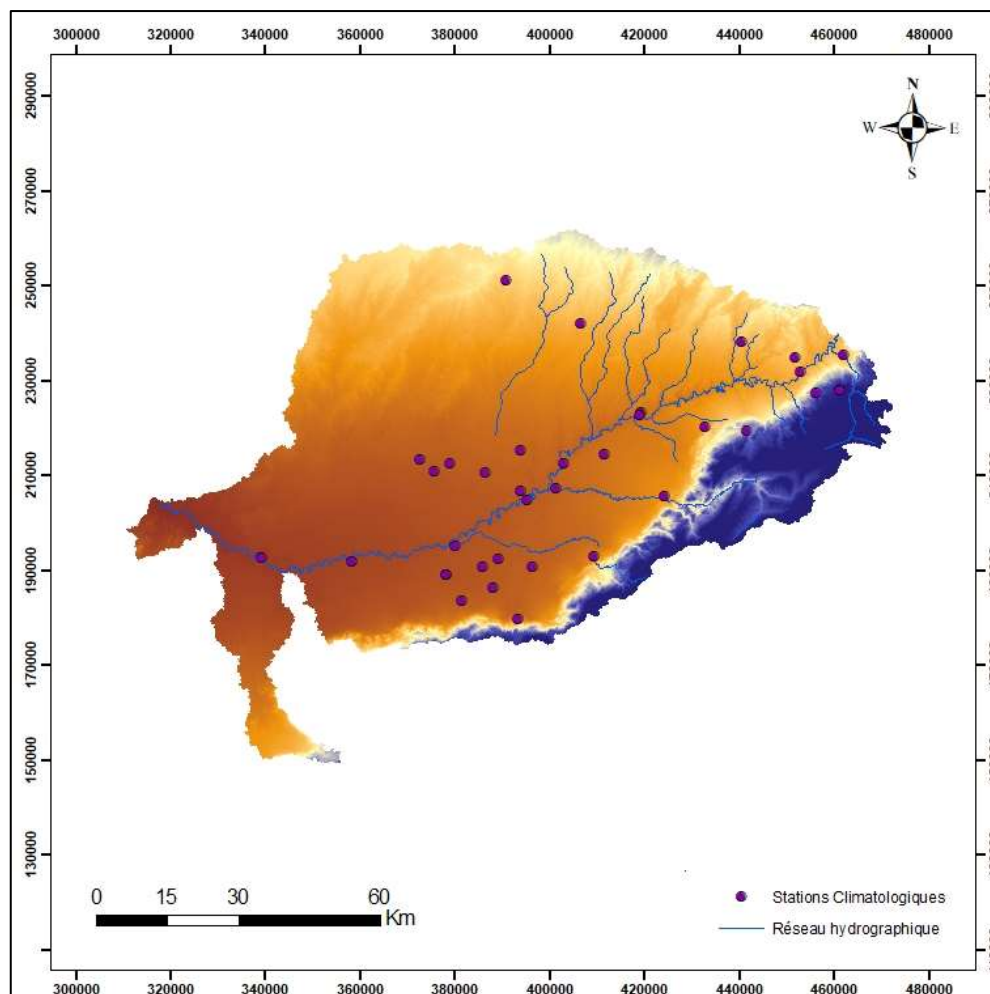 300000 320000 340000 360000 380000 400000 420000 440000 460000 480000
290000
270000
250000
230000
210000
190000
170000
150000
130000
N
W E
S
0 15 30 60
Km
Stations Climatologiques
Réseau hydrographique
300000 320000 340000 360000 380000 400000 420000 440000 460000 480000